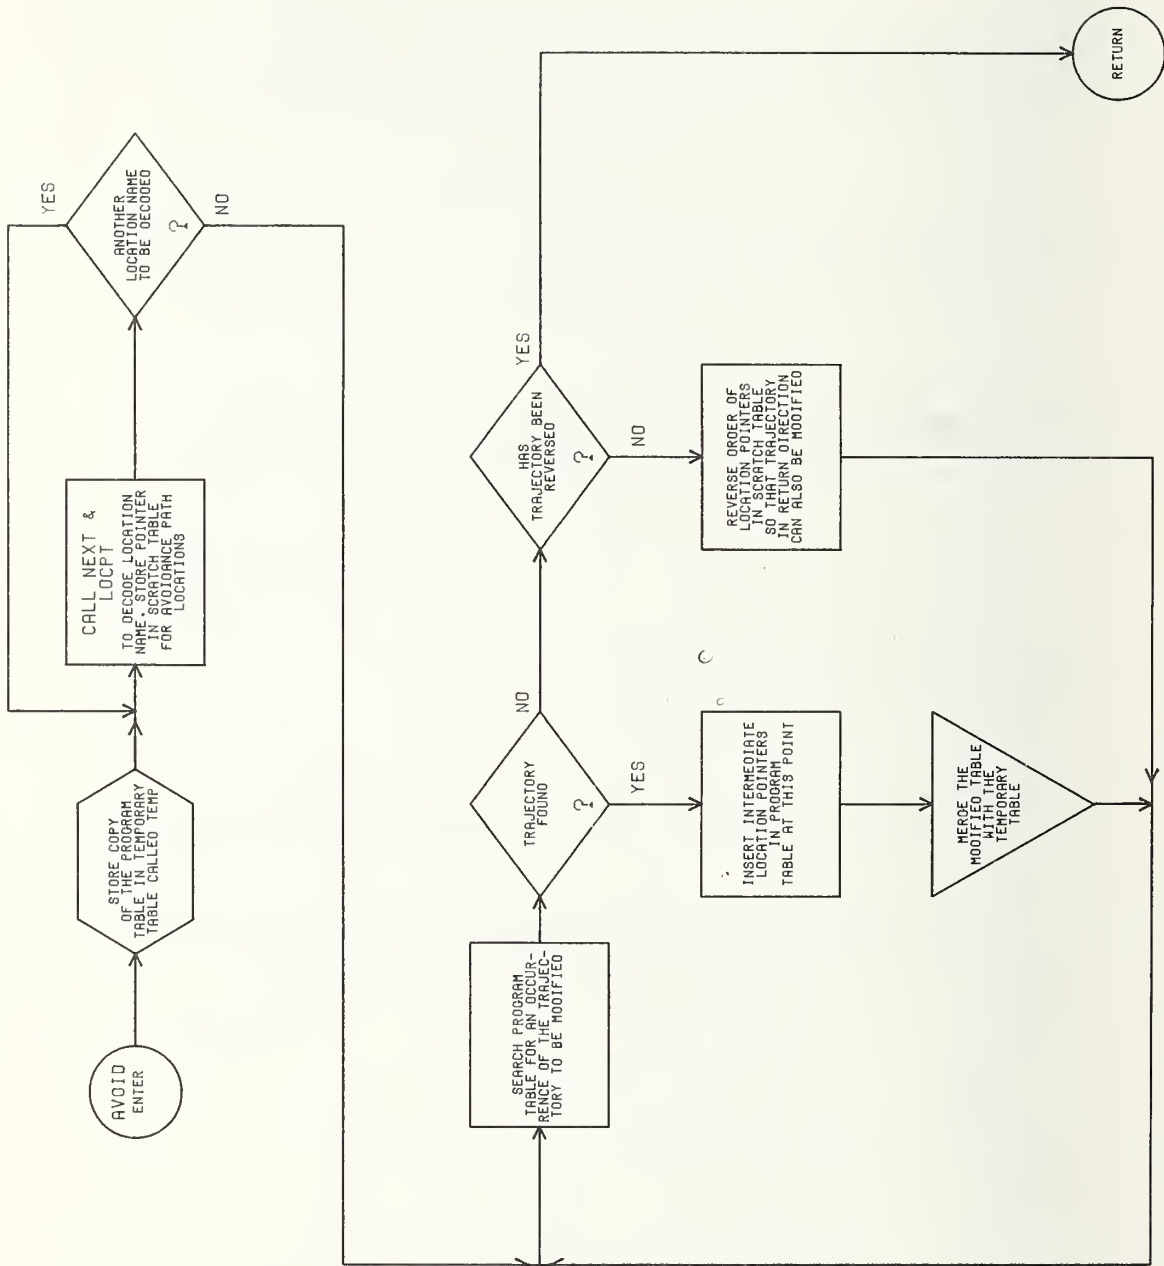 AVOID
ENTER
STORE COPY
OF THE PROGRAM
TABLE IN TEMPORARY
TABLE CALLED TEMP
CALL NEXT &
LOCPT
TO DECODE LOCATION
NAME. STORE POINTER
IN SCRATCH TABLE
FOR AVOIDANCE PATH
LOCATIONS
ANOTHER
LOCATION NAME
TO BE DECODED
?
YES
NO
SEARCH PROGRAM
TABLE FOR AN OCCUR-
RENCE OF THE TRAJEC-
TORY TO BE MODIFIED
TRAJECTORY
FOUND
?
NO
YES
INSERT INTERMEDIATE
LOCATION POINTERS
IN PROGRAM
TABLE AT THIS POINT
MERGE THE
MODIFIED TABLE
WITH THE
TEMPORARY
TABLE
HAS
TRAJECTORY BEEN
REVERSED
?
YES
NO
REVERSE ORDER OF
LOCATION POINTERS
IN SCRATCH TABLE
SO THAT TRAJECTORY
IN RETURN DIRECTION
CAN ALSO BE MODIFIED
RETURN